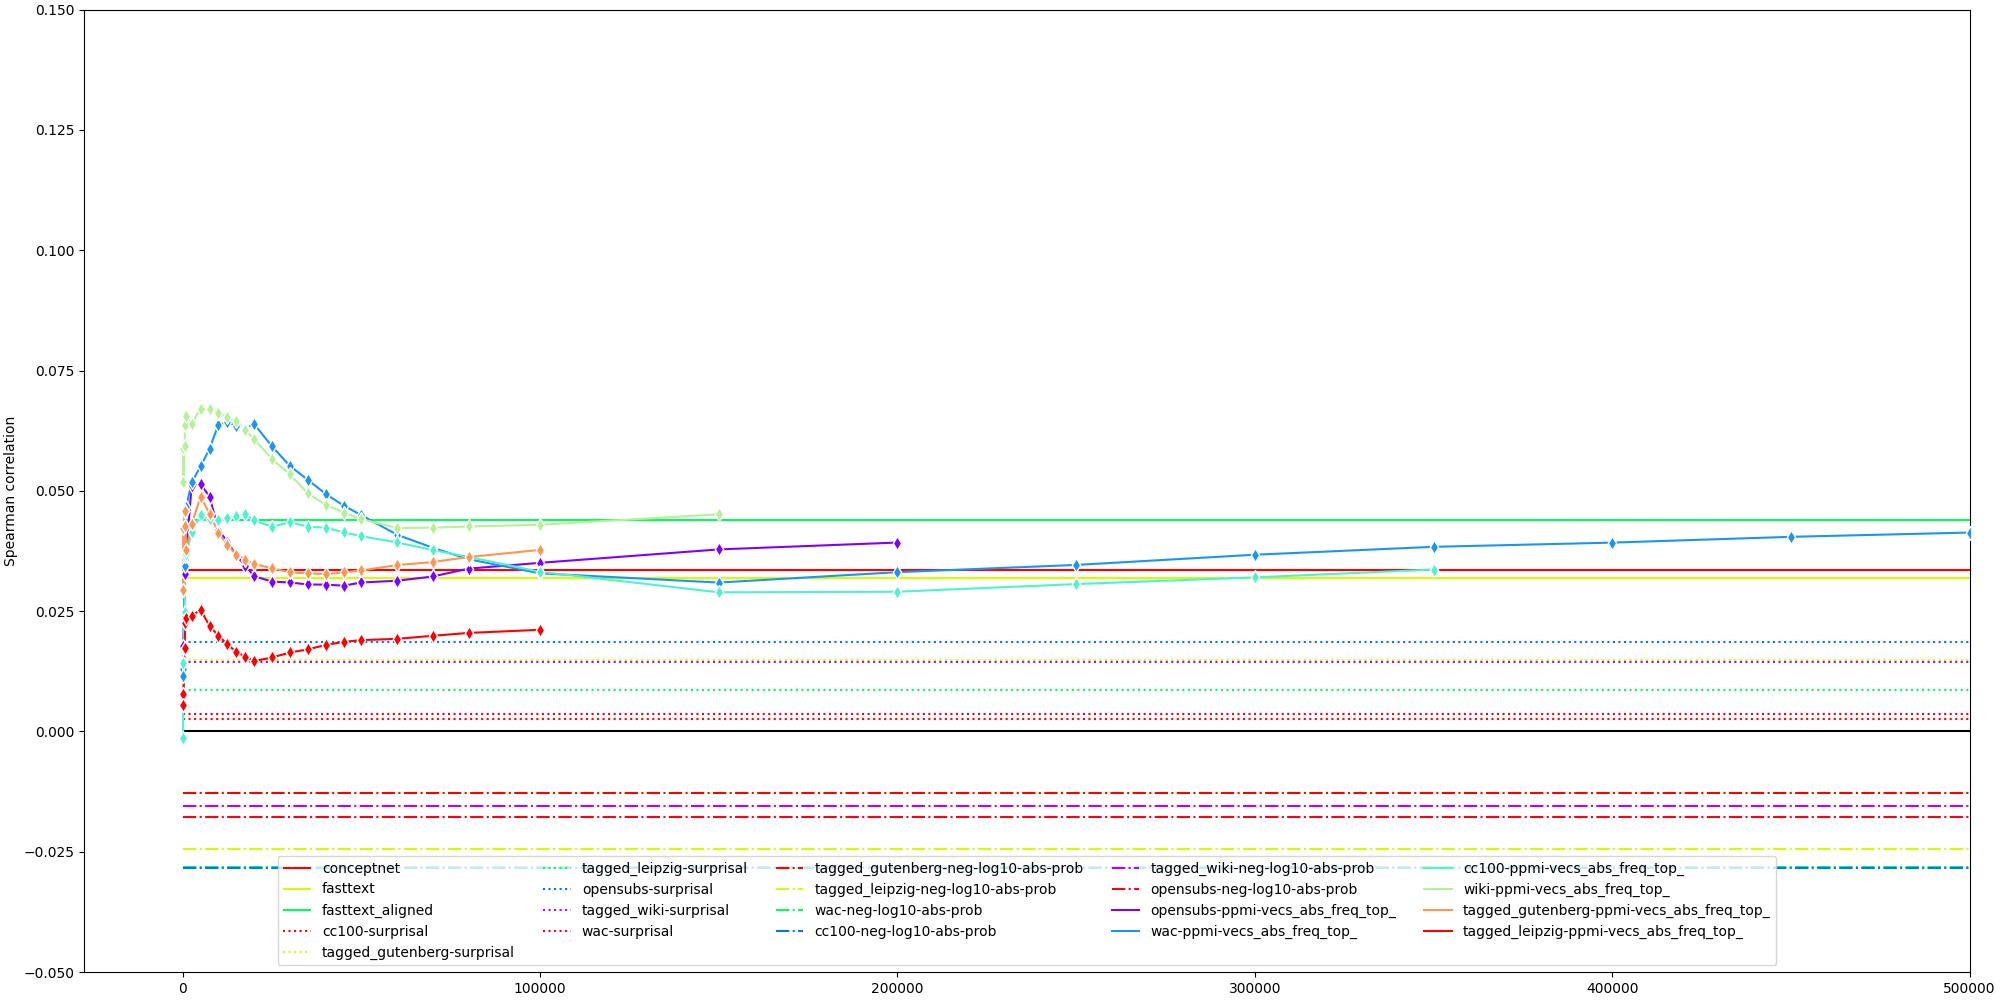 0.150
0.125
0.100
0.075
0.050
0.025
0.000
−0.025
−0.050
Spearman correlation
conceptnet
fasttext
fasttext_aligned
cc100-surprisal
tagged_gutenberg-surprisal
tagged_leipzig-surprisal
opensubs-surprisal
tagged_wiki-surprisal
wac-surprisal
tagged_gutenberg-neg-log10-abs-prob
tagged_leipzig-neg-log10-abs-prob
wac-neg-log10-abs-prob
cc100-neg-log10-abs-prob
tagged_wiki-neg-log10-abs-prob
opensubs-neg-log10-abs-prob
opensubs-ppmi-vecs_abs_freq_top_
wac-ppmi-vecs_abs_freq_top_
cc100-ppmi-vecs_abs_freq_top_
wiki-ppmi-vecs_abs_freq_top_
tagged_gutenberg-ppmi-vecs_abs_freq_top_
tagged_leipzig-ppmi-vecs_abs_freq_top_
0 100000 200000 300000 400000 500000